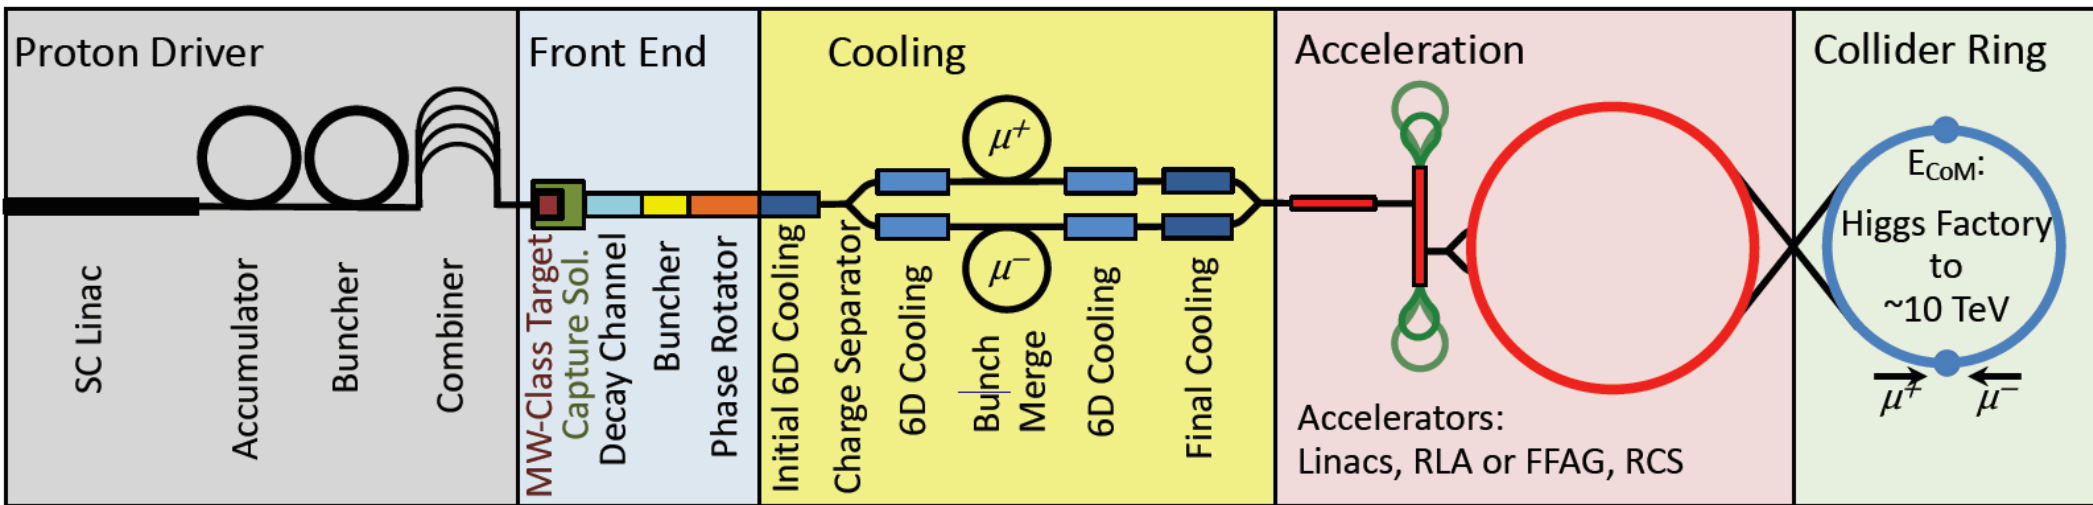 Proton Driver
SC Linac
Accumulator
Buncher
Combiner
Front End
MW-Class Target
Capture Sol.
Decay Channel
Buncher
Phase Rotator
Cooling
μ+
μ−
Initial 6D Cooling
Charge Separator
6D Cooling
Bunch
Merge
6D Cooling
Final Cooling
Acceleration
Accelerators:
Linacs, RLA or FFAG, RCS
Collider Ring
ECoM:
Higgs Factory
to
~10 TeV
μ+
μ−